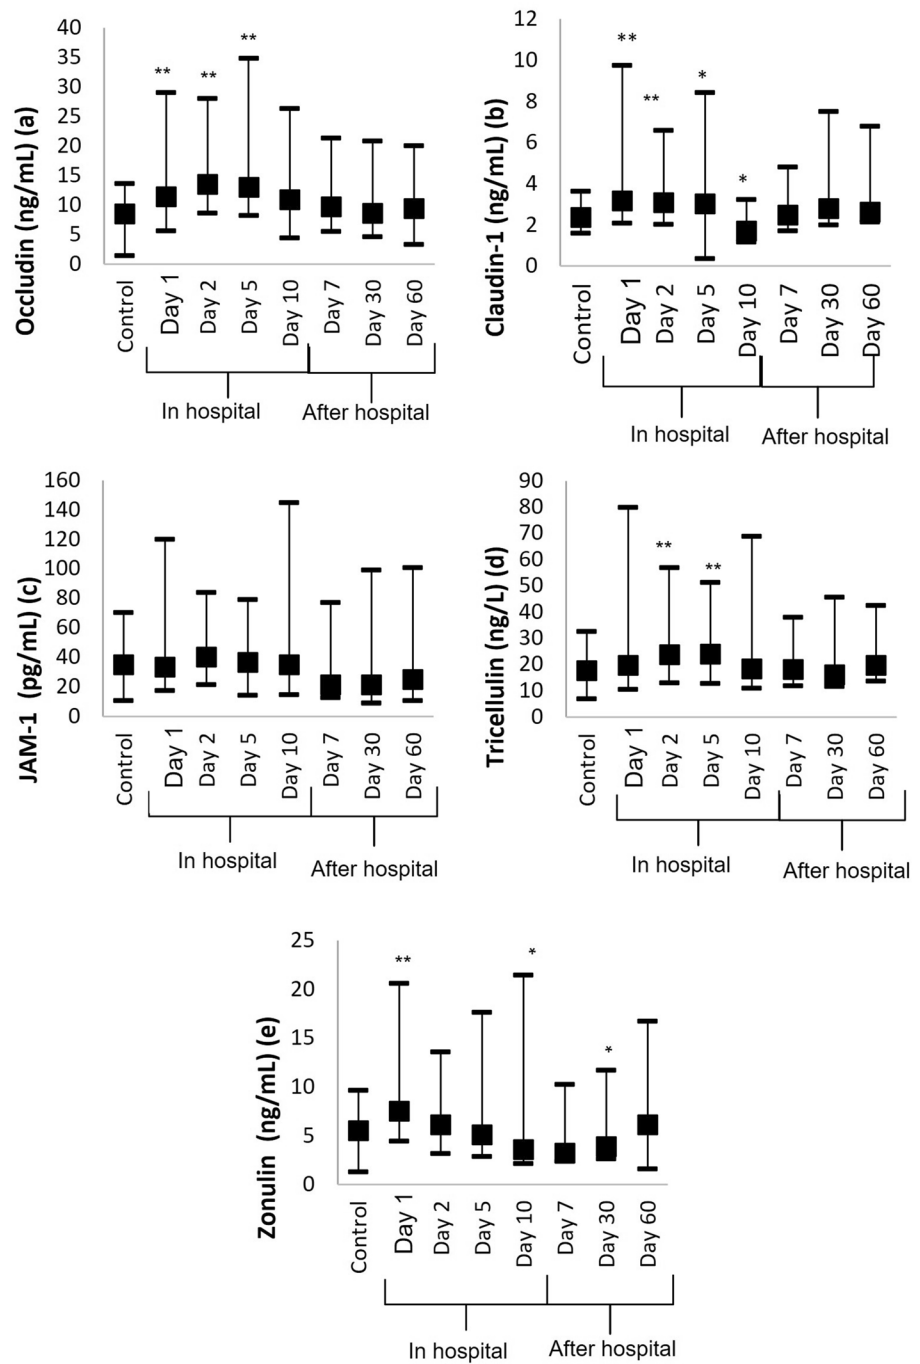 Occludin (ng/mL) (a)
40
35
30
25
20
15
10
5
0
** ** **
Control Day 1 Day 2 Day 5 Day 10 Day 7 Day 30 Day 60
In hospital After hospital
Claudin-1 (ng/mL) (b)
12
10
8
6
4
2
0
** ** * *
Control Day 1 Day 2 Day 5 Day 10 Day 7 Day 30 Day 60
In hospital After hospital
JAM-1 (pg/mL) (c)
160
140
120
100
80
60
40
20
0
Control Day 1 Day 2 Day 5 Day 10 Day 7 Day 30 Day 60
In hospital After hospital
Tricellulin (ng/L) (d)
90
80
70
60
50
40
30
20
10
0
** **
Control Day 1 Day 2 Day 5 Day 10 Day 7 Day 30 Day 60
In hospital After hospital
Zonulin (ng/mL) (e)
25
20
15
10
5
0
** * *
Control Day 1 Day 2 Day 5 Day 10 Day 7 Day 30 Day 60
In hospital After hospital